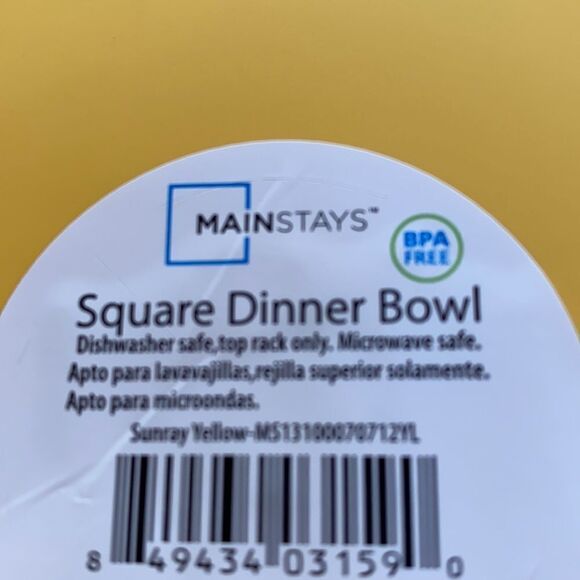 MAINSTAYS™
BPA
FREE
Square Dinner Bowl
Dishwasher safe,top rack only. Microwave safe.
Apto para lavavajillas,rejilla superior solamente.
Apto para microondas.
Sunray Yellow-MS13100070712YL
8 49434 03159 0